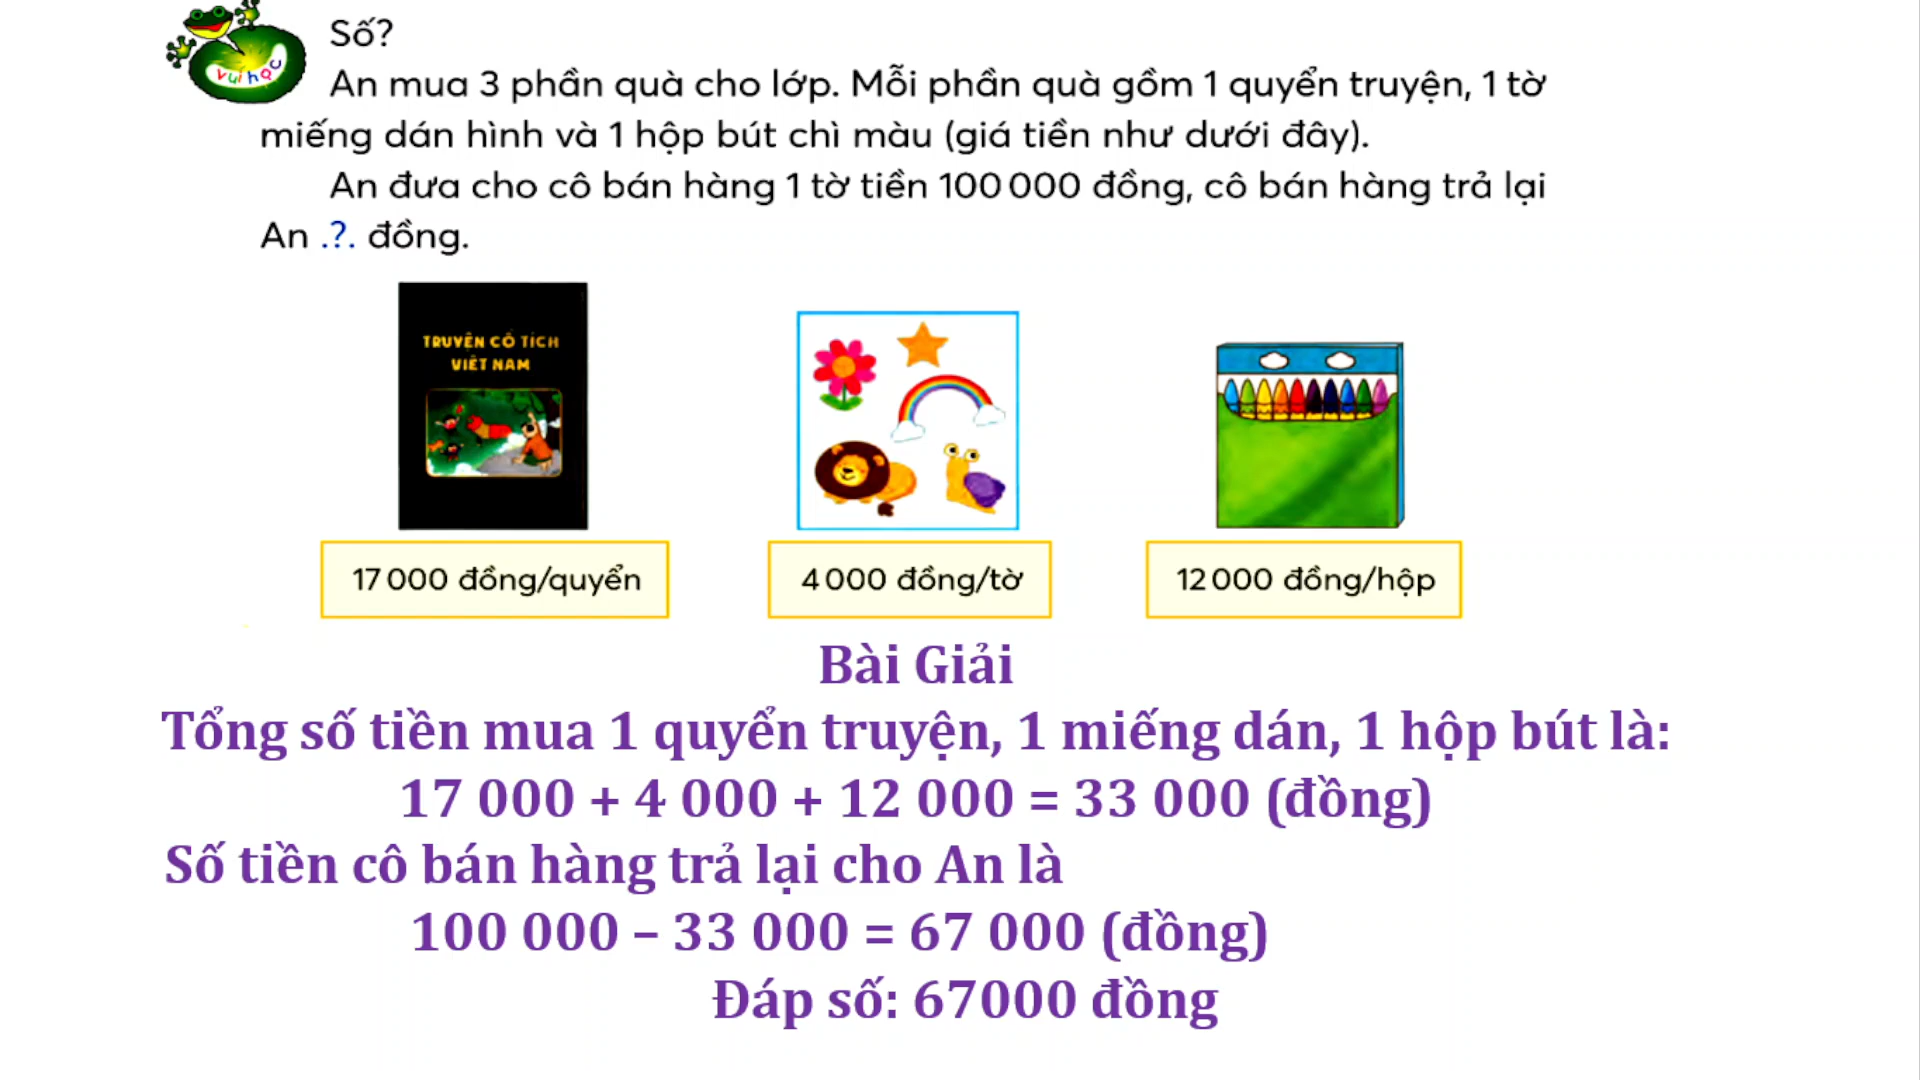 vui học
Số?
An mua 3 phần quà cho lớp. Mỗi phần quà gồm 1 quyển truyện, 1 tờ
miếng dán hình và 1 hộp bút chì màu (giá tiền như dưới đây).
An đưa cho cô bán hàng 1 tờ tiền 100 000 đồng, cô bán hàng trả lại
An .?. đồng.
TRUYỆN CỔ TÍCH
VIỆT NAM
17 000 đồng/quyển
4 000 đồng/tờ
12 000 đồng/hộp
Bài Giải
Tổng số tiền mua 1 quyển truyện, 1 miếng dán, 1 hộp bút là:
17 000 + 4 000 + 12 000 = 33 000 (đồng)
Số tiền cô bán hàng trả lại cho An là
100 000 – 33 000 = 67 000 (đồng)
Đáp số: 67000 đồng